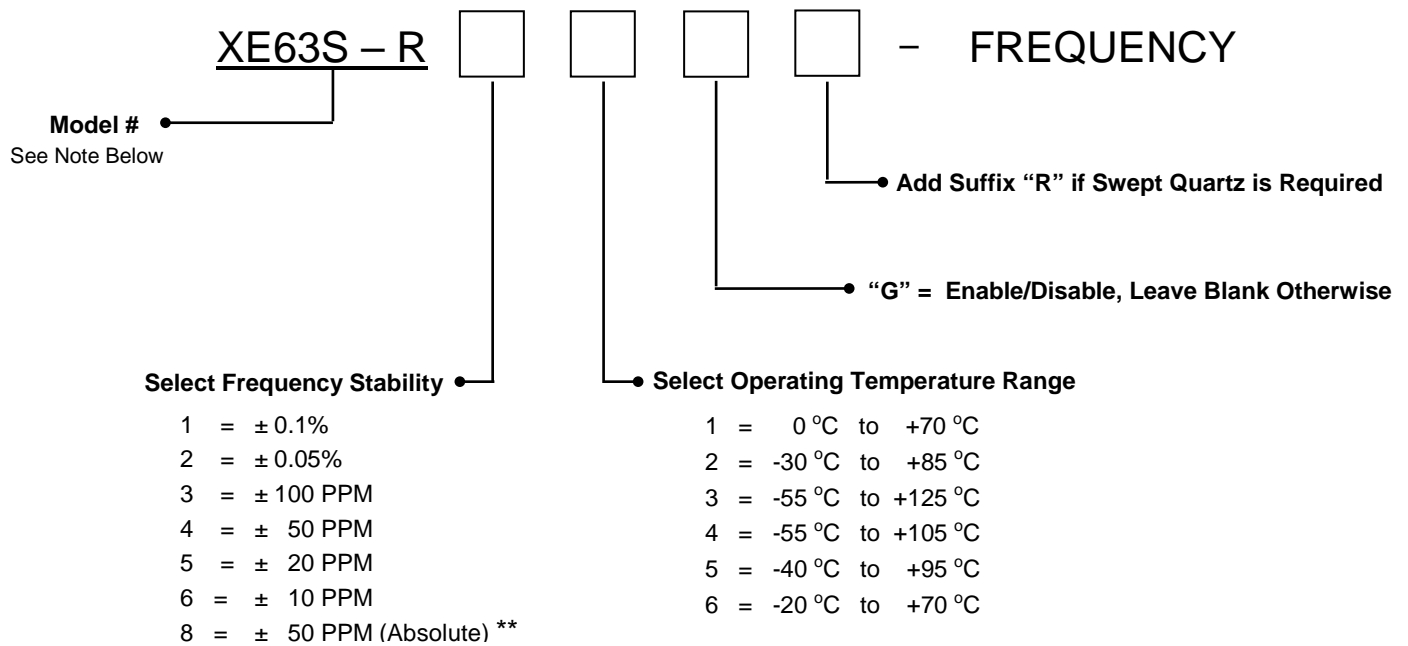 XE63S – R – FREQUENCY
Model #
See Note Below
Add Suffix “R” if Swept Quartz is Required
“G” = Enable/Disable, Leave Blank Otherwise
Select Frequency Stability
1 = ± 0.1%
2 = ± 0.05%
3 = ± 100 PPM
4 = ± 50 PPM
5 = ± 20 PPM
6 = ± 10 PPM
8 = ± 50 PPM (Absolute) **
Select Operating Temperature Range
1 = 0 °C to +70 °C
2 = -30 °C to +85 °C
3 = -55 °C to +125 °C
4 = -55 °C to +105 °C
5 = -40 °C to +95 °C
6 = -20 °C to +70 °C